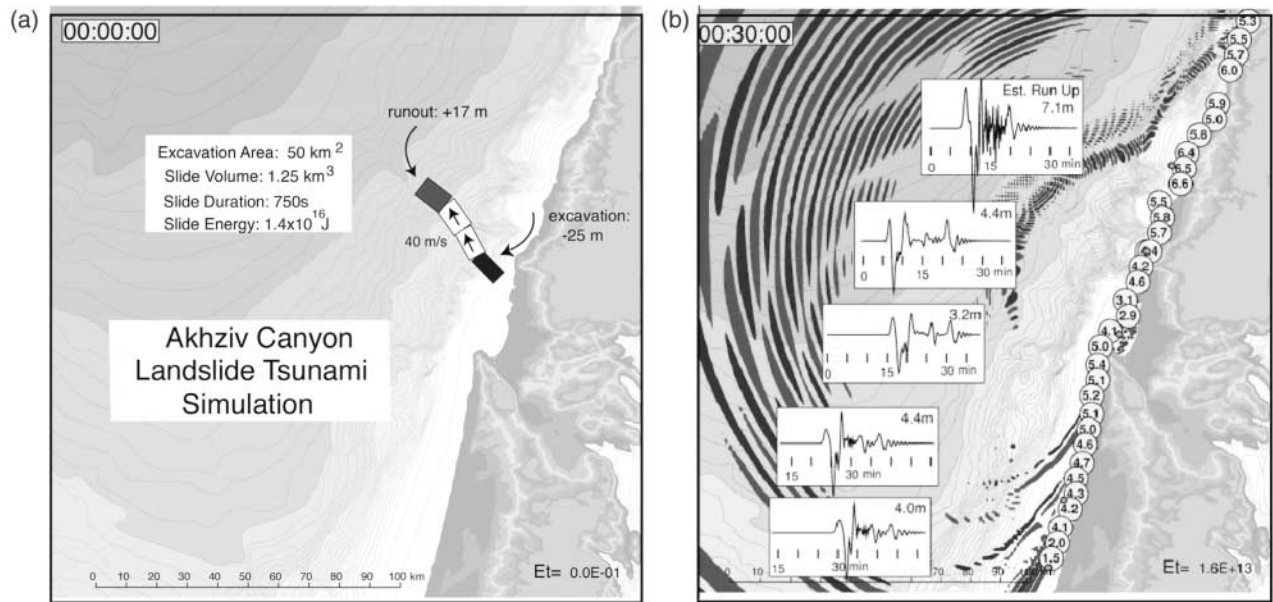 (a)
00:00:00
runout: +17 m
Excavation Area: 50 km2
Slide Volume: 1.25 km3
Slide Duration: 750s
Slide Energy: 1.4x10 16 J
excavation:
-25 m
40 m/s
Akhziv Canyon
Landslide Tsunami
Simulation
0 10 20 30 40 50 60 70 80 90 100 km
Et= 0.0E-01
(b)
00:30:00
Est. Run Up
7.1m
0 15 30 min
4.4m
0 15 30 min
3.2m
0 15 30 min
4.4m
15 30 min
4.0m
15 30 min
5.3
5.5
5.7
6.0
5.9
5.0
5.8
6.4
6.5
6.6
5.5
5.8
5.7
4.2
4.6
3.1
2.9
4.1
5.0
5.4
5.1
5.2
5.1
5.0
4.6
4.7
4.5
4.3
4.2
4.1
2.0
1.5
0 70 80 90
Et= 1.6E+13